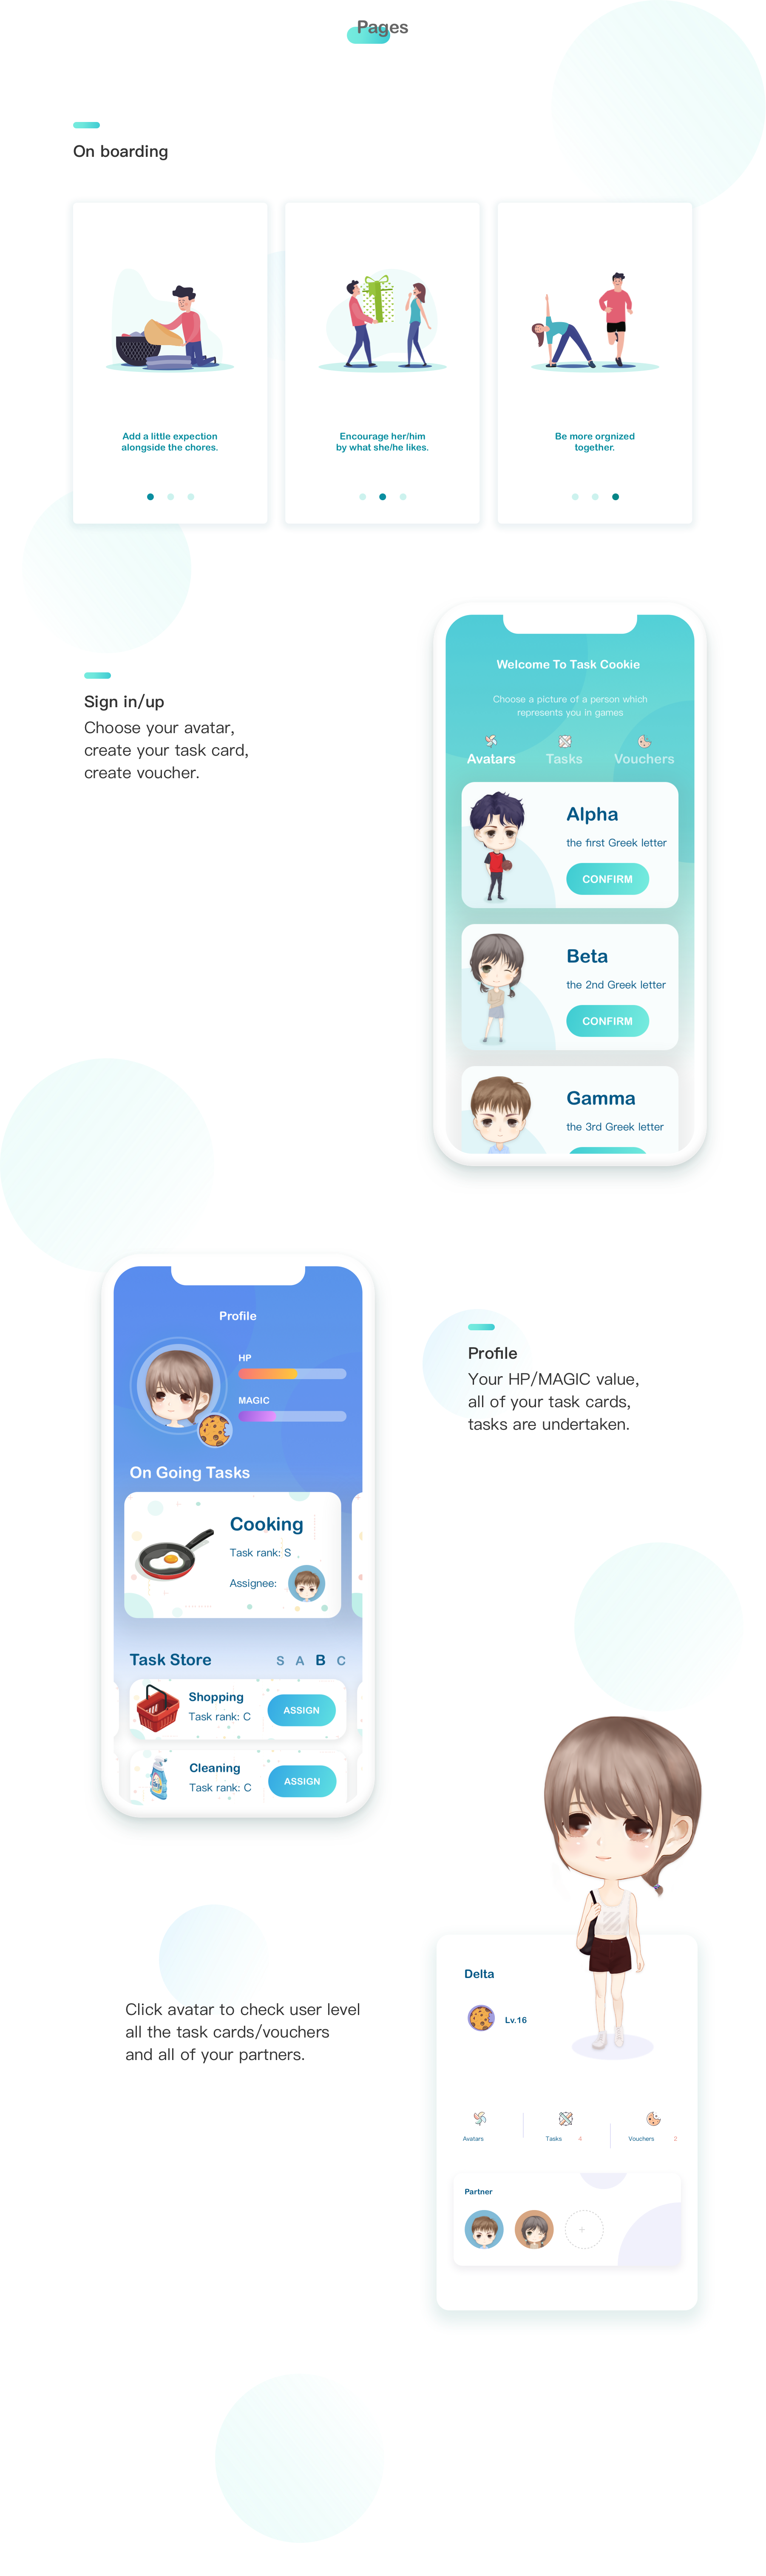 Pages
On boarding
Add a little expection
alongside the chores.
Encourage her/him
by what she/he likes.
Be more orgnized
together.
Sign in/up
Choose your avatar,
create your task card,
create voucher.
Welcome To Task Cookie
Choose a picture of a person which
represents you in games
Avatars Tasks Vouchers
Alpha
the first Greek letter
CONFIRM
Beta
the 2nd Greek letter
CONFIRM
Gamma
the 3rd Greek letter
Profile
HP
MAGIC
On Going Tasks
Cooking
Task rank: S
Assignee:
Task Store S A B C
Shopping
Task rank: C
ASSIGN
Cleaning
Task rank: C
ASSIGN
Profile
Your HP/MAGIC value,
all of your task cards,
tasks are undertaken.
Click avatar to check user level
all the task cards/vouchers
and all of your partners.
Delta
Lv.16
Avatars Tasks 4 Vouchers 2
Partner